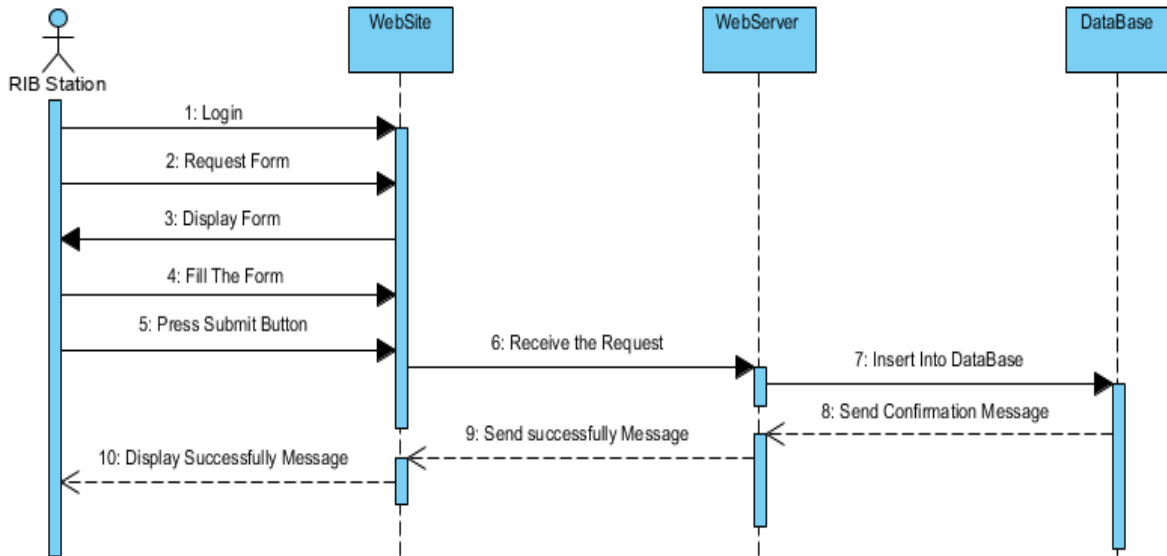 WebSite
WebServer
DataBase
RIB Station
1: Login
2: Request Form
3: Display Form
4: Fill The Form
5: Press Submit Button
6: Receive the Request
7: Insert Into DataBase
8: Send Confirmation Message
9: Send successfully Message
10: Display Successfully Message